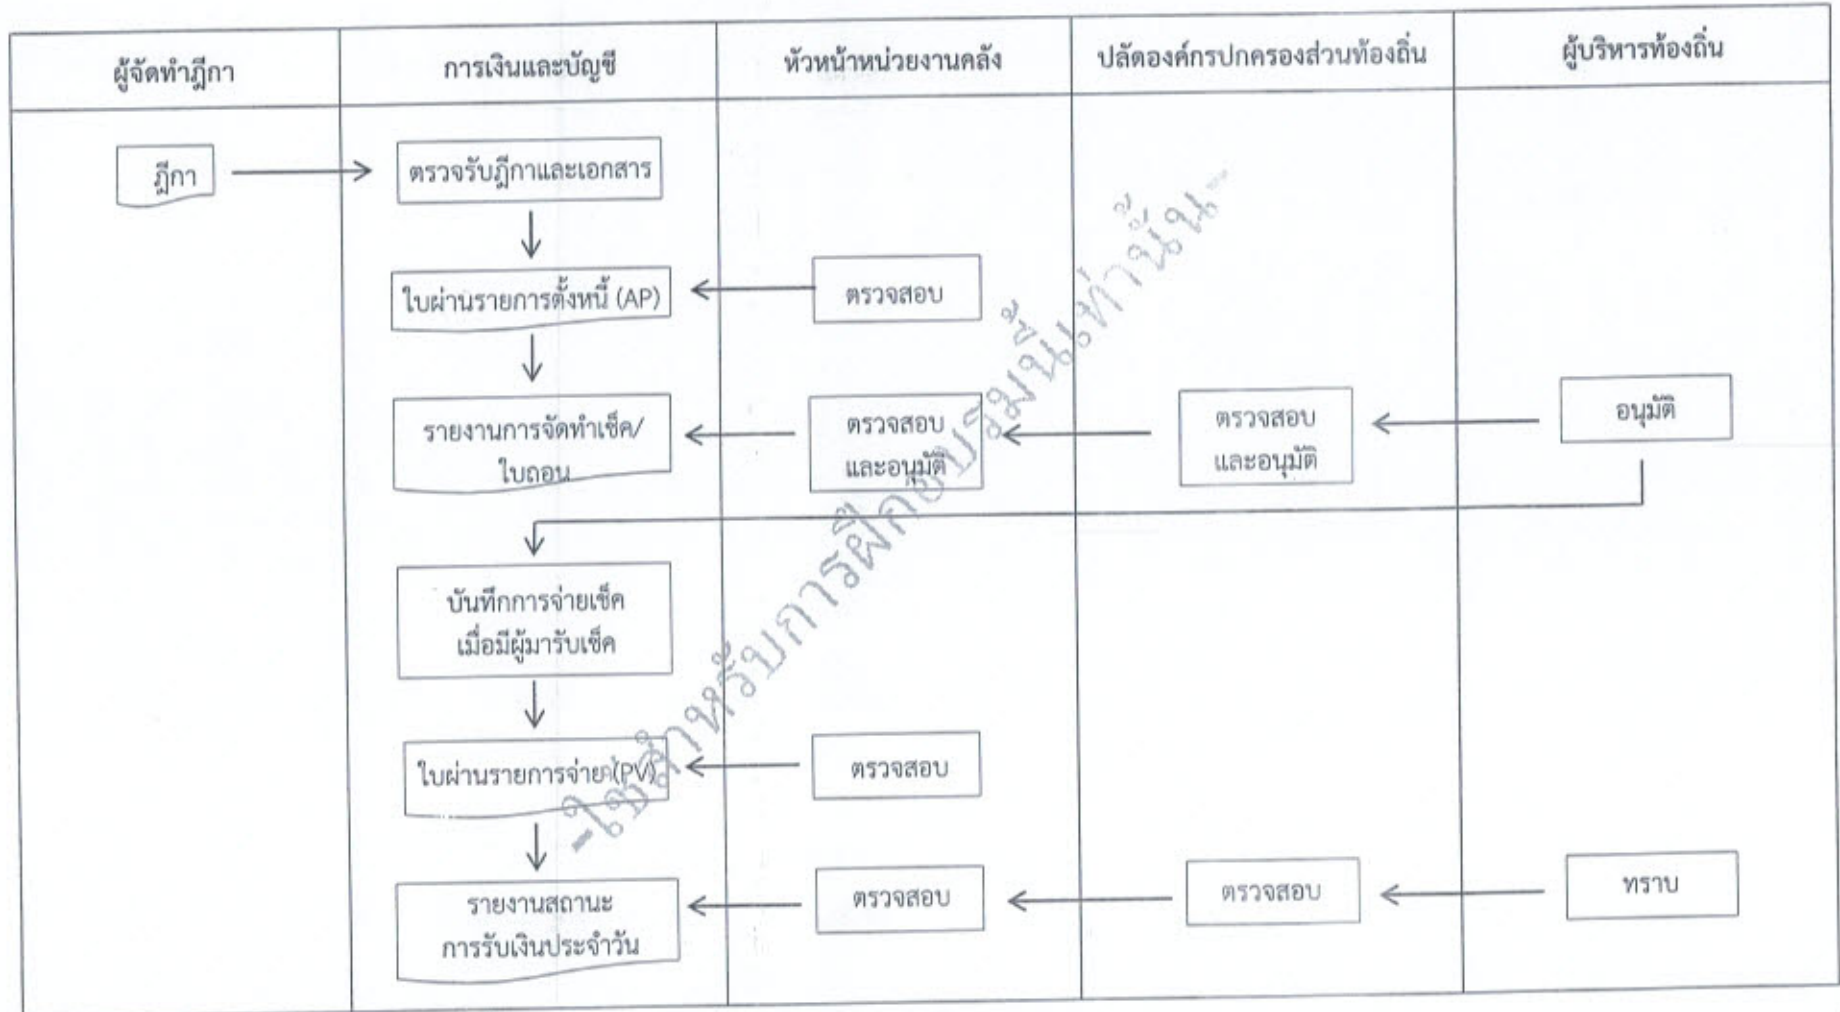 ผู้จัดทำฎีกา
การเงินและบัญชี
หัวหน้าหน่วยงานคลัง
ปลัดองค์กรปกครองส่วนท้องถิ่น
ผู้บริหารท้องถิ่น
ฎีกา
ตรวจรับฎีกาและเอกสาร
ใบผ่านรายการตั้งหนี้ (AP)
ตรวจสอบ
รายงานการจัดทำเช็ค/
ใบถอน
ตรวจสอบ
และอนุมัติ
ตรวจสอบ
และอนุมัติ
อนุมัติ
บันทึกการจ่ายเช็ค
เมื่อมีผู้มารับเช็ค
ใบผ่านรายการจ่าย (PV)
ตรวจสอบ
รายงานสถานะ
การรับเงินประจำวัน
ตรวจสอบ
ตรวจสอบ
ทราบ
-ใช้สำหรับการฝึกอบรมนี้เท่านั้น-